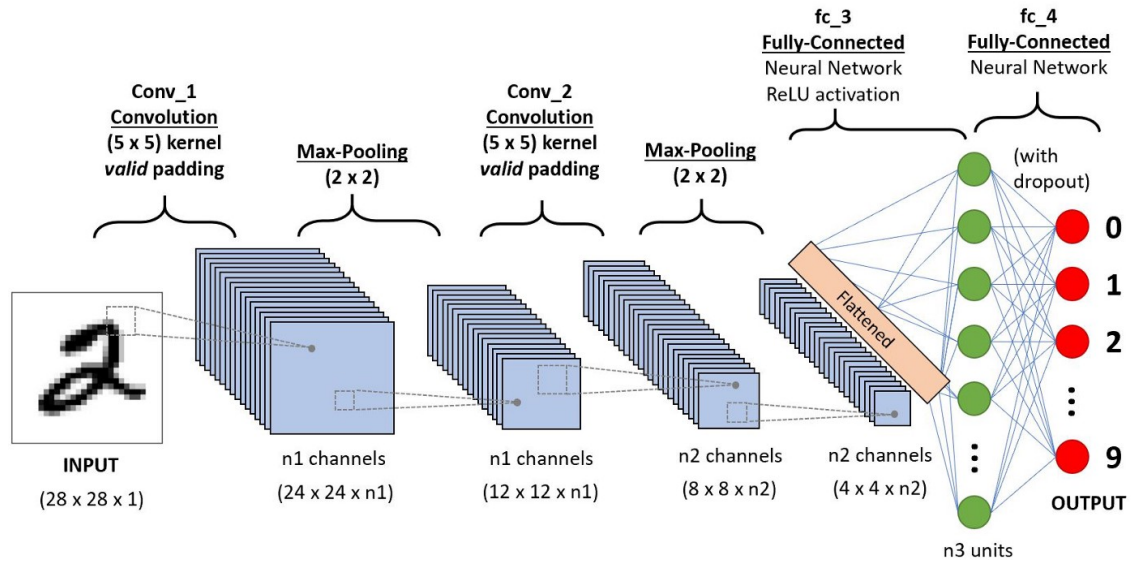 Conv_1
Convolution
(5 x 5) kernel
valid padding
Max-Pooling
(2 x 2)
Conv_2
Convolution
(5 x 5) kernel
valid padding
Max-Pooling
(2 x 2)
fc_3
Fully-Connected
Neural Network
ReLU activation
fc_4
Fully-Connected
Neural Network
(with
dropout)
Flattened
0
1
2
...
9
OUTPUT
2
INPUT
(28 x 28 x 1)
n1 channels
(24 x 24 x n1)
n1 channels
(12 x 12 x n1)
n2 channels
(8 x 8 x n2)
n2 channels
(4 x 4 x n2)
...
n3 units